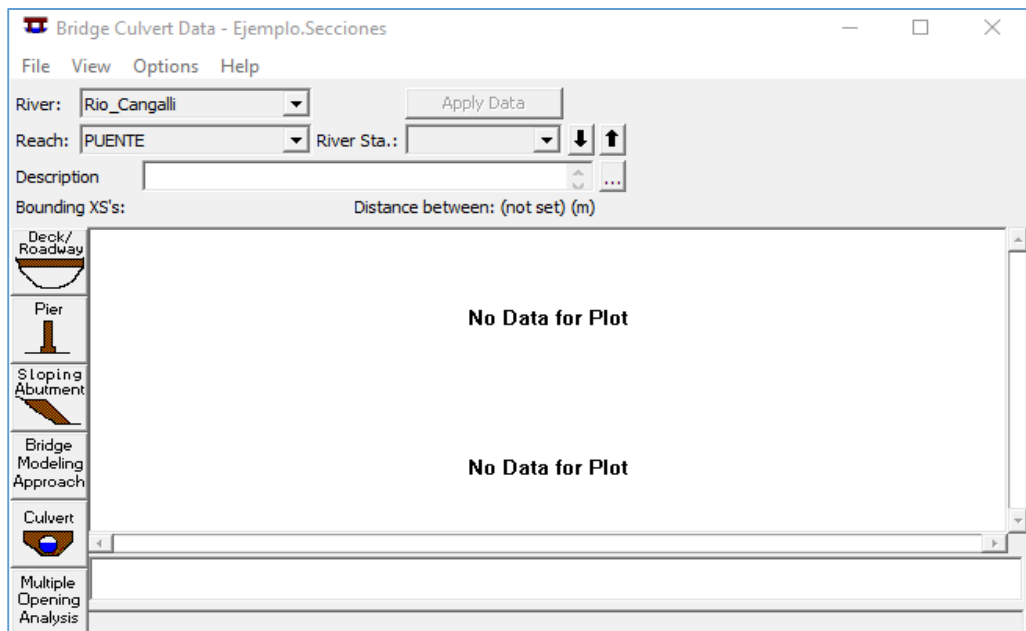 Bridge Culvert Data - Ejemplo.Secciones
File View Options Help
River: Rio_Cangalli Apply Data
Reach: PUENTE River Sta.:
Description ...
Bounding XS's: Distance between: (not set) (m)
Deck/
Roadway
Pier
Sloping
Abutment
Bridge
Modeling
Approach
Culvert
Multiple
Opening
Analysis
No Data for Plot
No Data for Plot